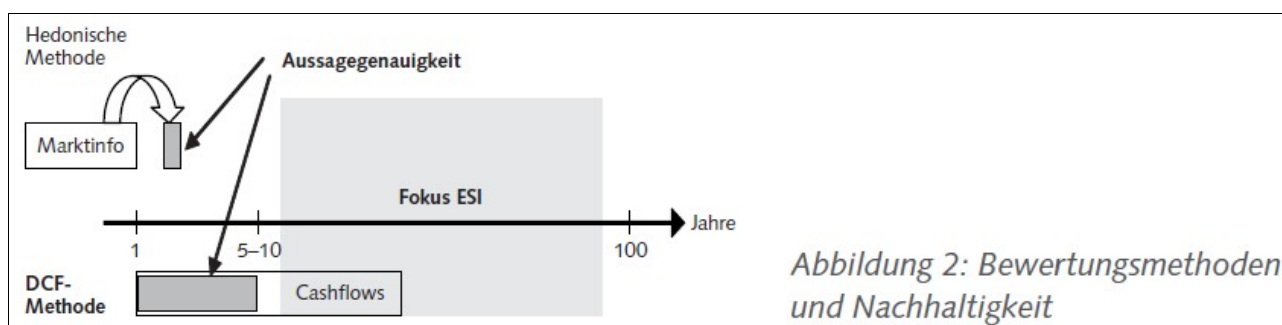 Hedonische
Methode
Aussagegenauigkeit
Marktinfo
Fokus ESI
Jahre
1
5–10
100
DCF-
Methode
Cashflows
Abbildung 2: Bewertungsmethoden
und Nachhaltigkeit